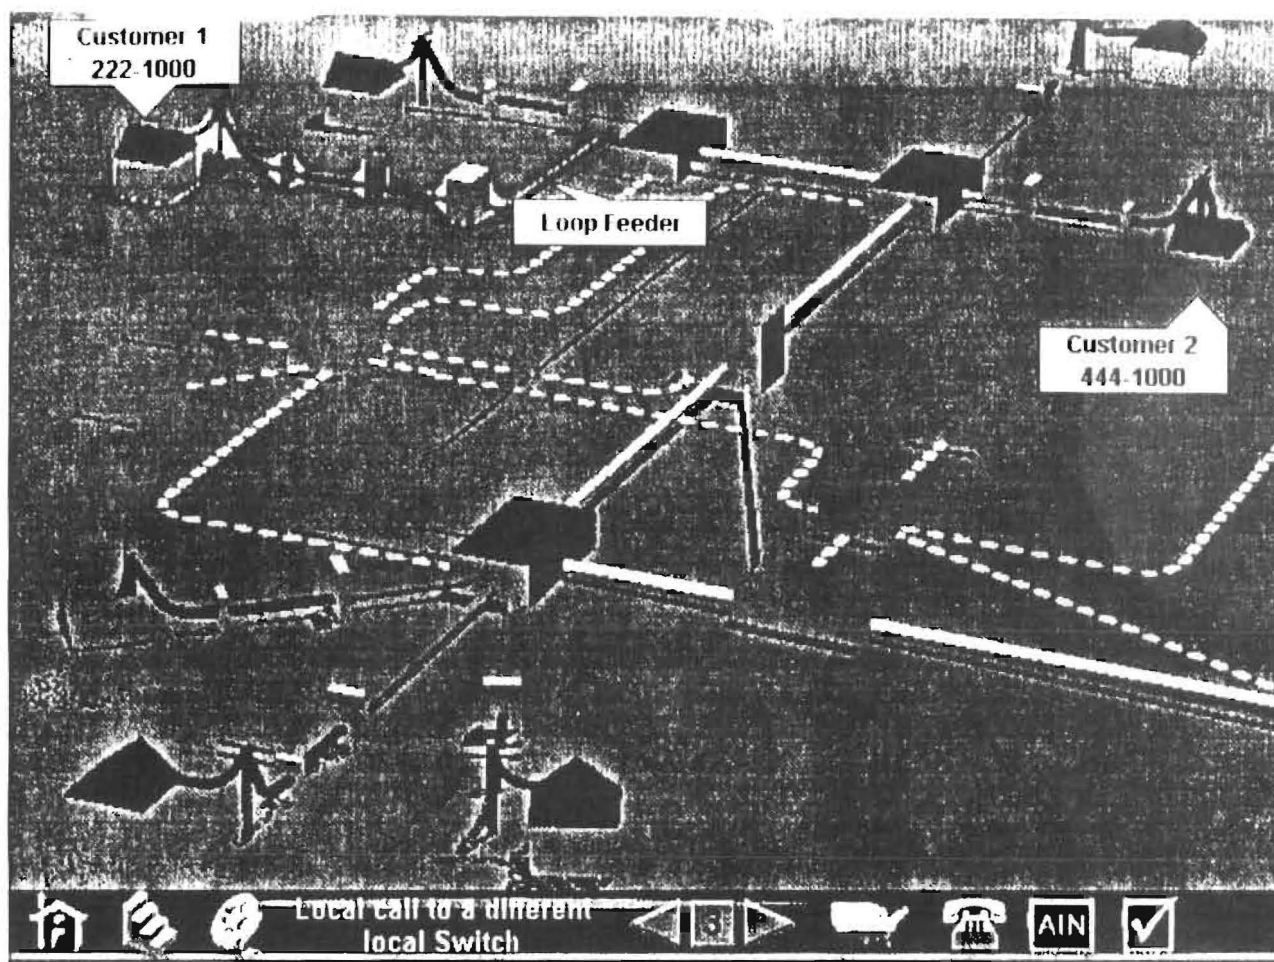 Customer 1
222-1000
Loop Feeder
Customer 2
444-1000
Local call to a different
local Switch
AIN